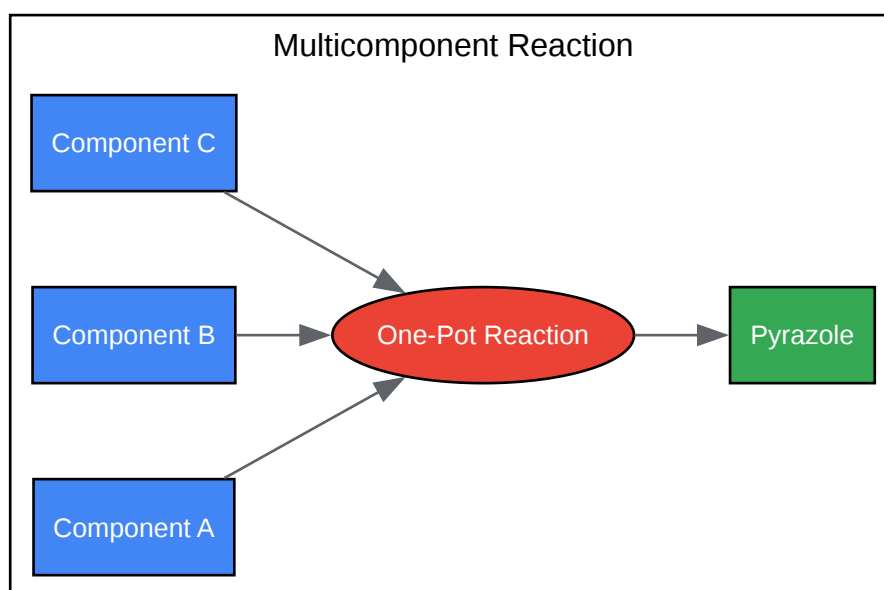 Multicomponent Reaction
Component C
Component B
One-Pot Reaction
Pyrazole
Component A